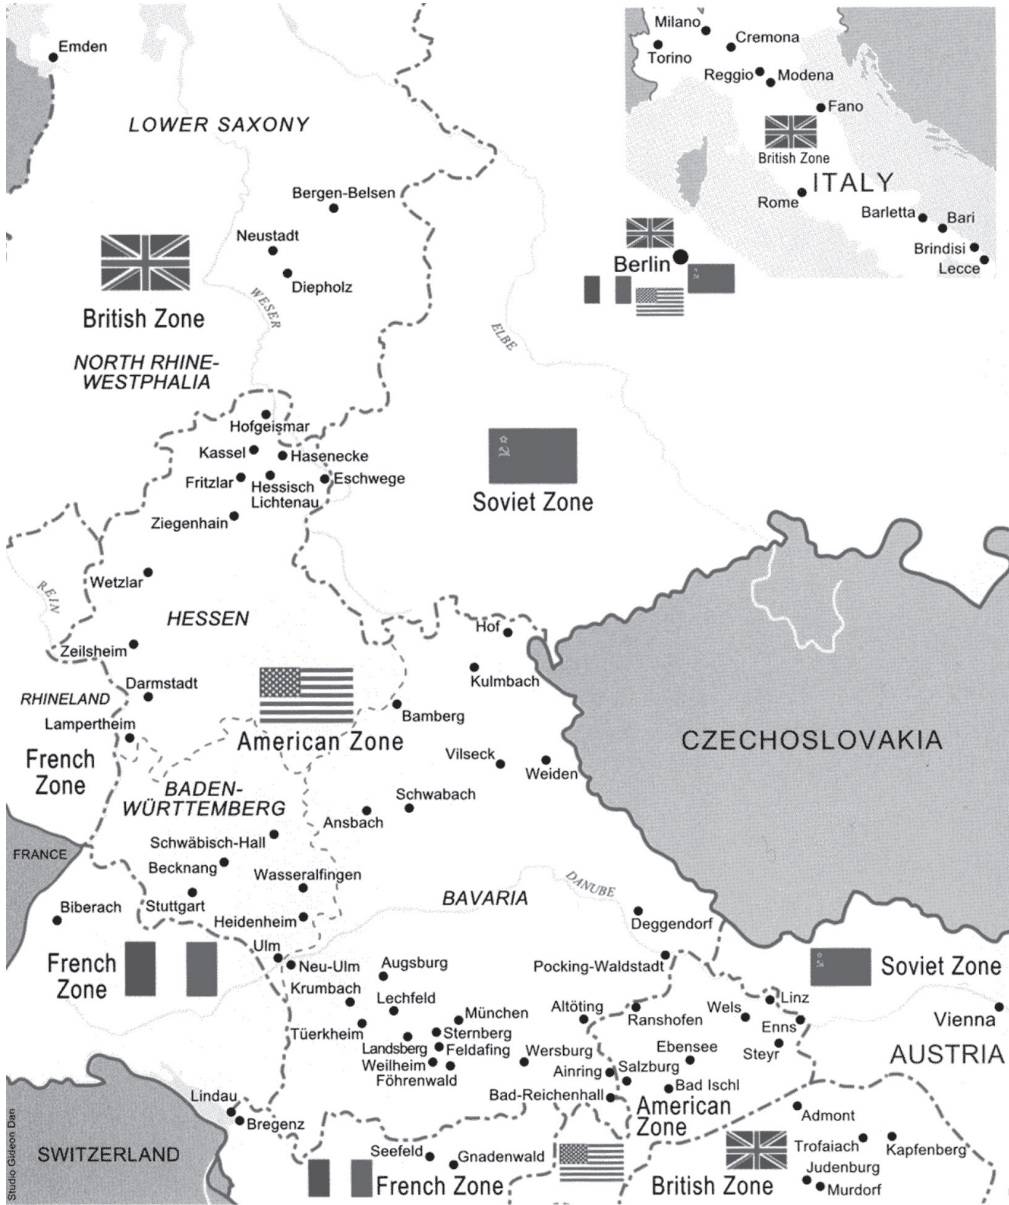 Emden
LOWER SAXONY
Bergen-Belsen
Neustadt
Diepholz
British Zone
WESER
NORTH RHINE-
WESTPHALIA
Milano
Cremona
Torino
Reggio
Modena
Fano
British Zone
ITALY
Rome
Barletta
Bari
Brindisi
Lecce
Berlin
ELBE
Hofgeismar
Kassel
Hasenecke
Fritzlar
Hessisch
Lichtenau
Eschwege
Ziegenhain
Soviet Zone
Wetzlar
REIN
HESSEN
Zeilsheim
Hof
Kulmbach
RHINELAND
Darmstadt
Lampertheim
Bamberg
French
Zone
American Zone
CZECHOSLOVAKIA
Vilseck
Weiden
BADEN-
WÜRTTEMBERG
Schwabach
Ansbach
Schwäbisch-Hall
FRANCE
Becknang
Wasseralfingen
Stuttgart
Biberach
Heidenheim
BAVARIA
DANUBE
Deggendorf
French
Zone
Ulm
Neu-Ulm
Augsburg
Pocking-Waldstadt
Soviet Zone
Krumbach
Lechfeld
Altötting
Ranshofen
Wels
Linz
Enns
Vienna
Tüerkheim
München
Sternberg
Landsberg
Feldafing
Weilheim
Föhrenwald
Wersburg
Ebensee
Steyr
AUSTRIA
Ainring
Salzburg
Bad Ischl
Bad-Reichenhall
American
Zone
Lindau
Bregenz
Admont
Trofaiach
Kapfenberg
SWITZERLAND
Seefeld
Gnadenwald
French Zone
British Zone
Judenburg
Murdorf
Studio Gideon Dan